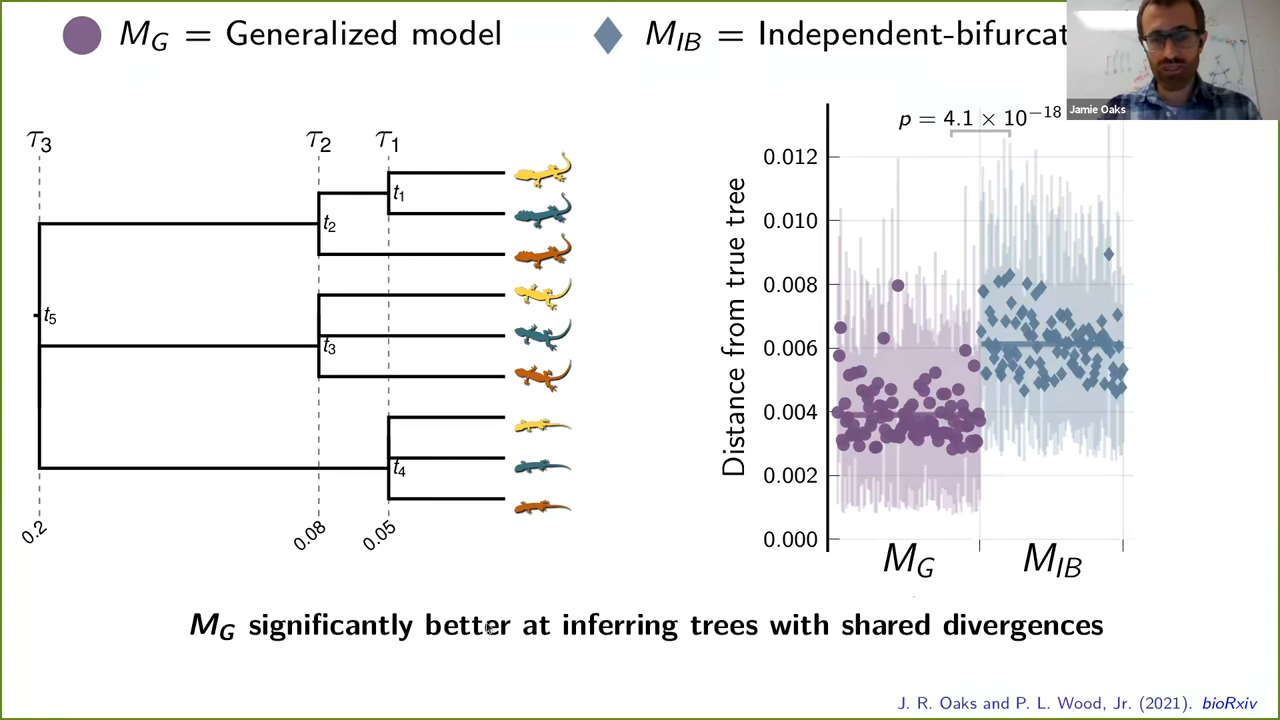 M_G = Generalized model
M_IB = Independent-bifurcat
Jamie Oaks
τ3 τ2 τ1
t1
t2
t5
t3
t4
0.2 0.08 0.05
p = 4.1 × 10^−18
Distance from true tree
0.012
0.010
0.008
0.006
0.004
0.002
0.000
M_G M_IB
M_G significantly better at inferring trees with shared divergences
J. R. Oaks and P. L. Wood, Jr. (2021). bioRxiv